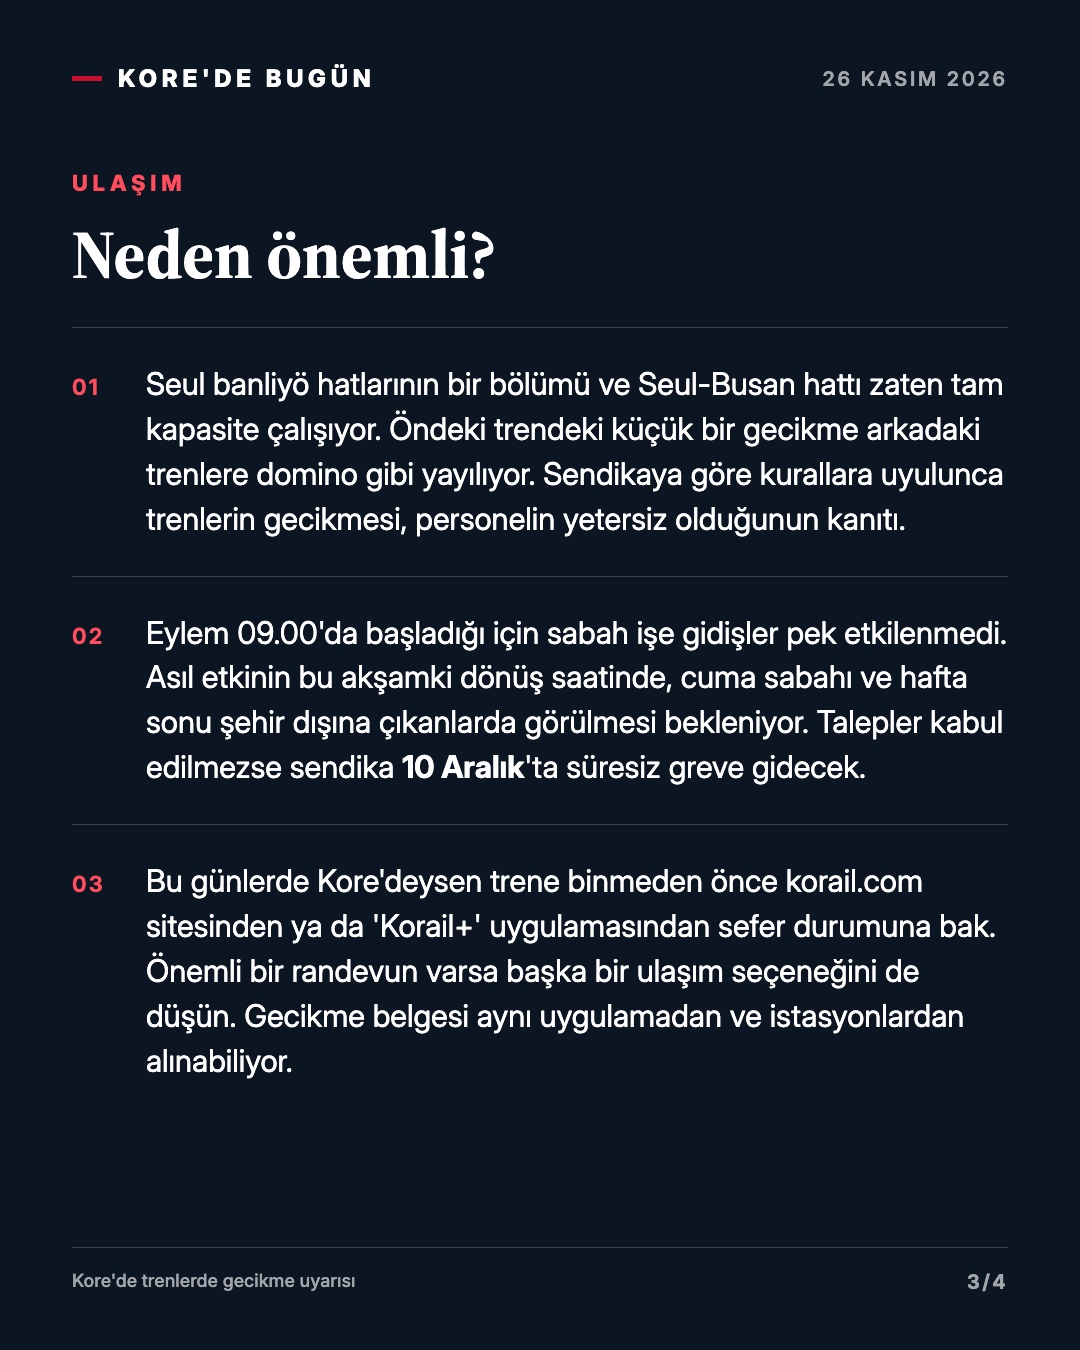 KORE'DE BUGÜN
26 KASIM 2026
ULAŞIM
Neden önemli?
01
Seul banliyö hatlarının bir bölümü ve Seul-Busan hattı zaten tam
kapasite çalışıyor. Öndeki trendeki küçük bir gecikme arkadaki
trenlere domino gibi yayılıyor. Sendikaya göre kurallara uyulunca
trenlerin gecikmesi, personelin yetersiz olduğunun kanıtı.
02
Eylem 09.00'da başladığı için sabah işe gidişler pek etkilenmedi.
Asıl etkinin bu akşamki dönüş saatinde, cuma sabahı ve hafta
sonu şehir dışına çıkanlarda görülmesi bekleniyor. Talepler kabul
edilmezse sendika 10 Aralık'ta süresiz greve gidecek.
03
Bu günlerde Kore'deysen trene binmeden önce korail.com
sitesinden ya da 'Korail+' uygulamasından sefer durumuna bak.
Önemli bir randevun varsa başka bir ulaşım seçeneğini de
düşün. Gecikme belgesi aynı uygulamadan ve istasyonlardan
alınabiliyor.
Kore'de trenlerde gecikme uyarısı
3/4